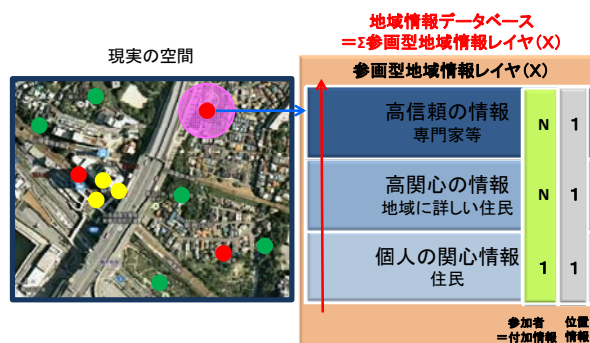 地域情報データベース
=Σ参画型地域情報レイヤ(X)
現実の空間
参画型地域情報レイヤ(X)
高信頼の情報
専門家等
N
1
高関心の情報
地域に詳しい住民
N
1
個人の関心情報
住民
1
1
参加者
=付加情報
位置
情報